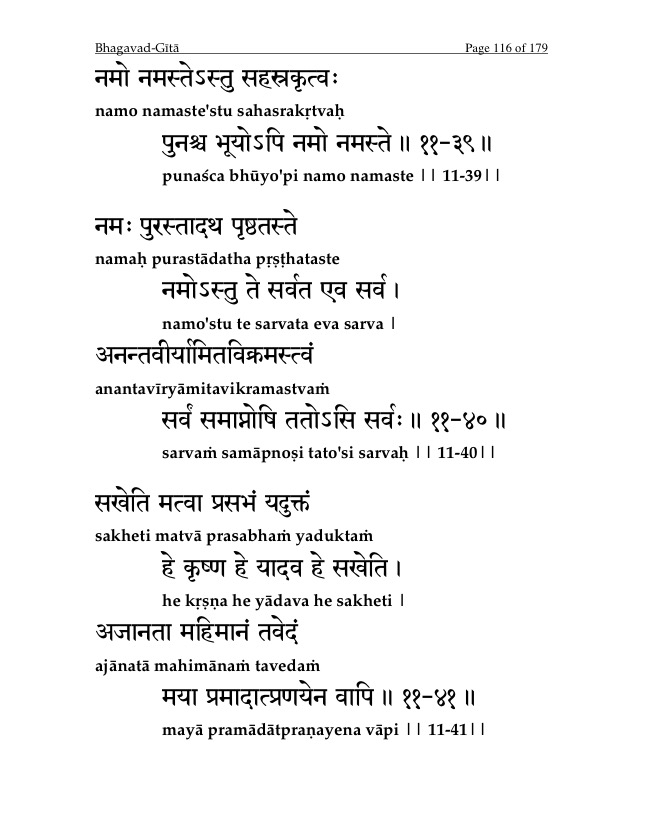 Bhagavad-Gītā Page 116 of 179
नमो नमस्तेऽस्तु सहस्रकृत्वः
namo namaste'stu sahasrakṛtvaḥ
पुनश्च भूयोऽपि नमो नमस्ते॥ ११-३९॥
punaśca bhūyo'pi namo namaste || 11-39||
नमः पुरस्तादथ पृष्ठतस्ते
namaḥ purastādatha pṛṣṭhataste
नमोऽस्तु ते सर्वत एव सर्व।
namo'stu te sarvata eva sarva |
अनन्तवीर्यामितविक्रमस्त्वं
anantavīryāmitavikramastvaṁ
सर्वं समाप्नोषि ततोऽसि सर्वः॥ ११-४०॥
sarvaṁ samāpnoṣi tato'si sarvaḥ || 11-40||
सखेति मत्वा प्रसभं यदुक्तं
sakheti matvā prasabhaṁ yaduktaṁ
हे कृष्ण हे यादव हे सखेति।
he kṛṣṇa he yādava he sakheti |
अजानता महिमानं तवेदं
ajānatā mahimānaṁ tavedaṁ
मया प्रमादात्प्रणयेन वापि॥ ११-४१॥
mayā pramādātpraṇayena vāpi || 11-41||